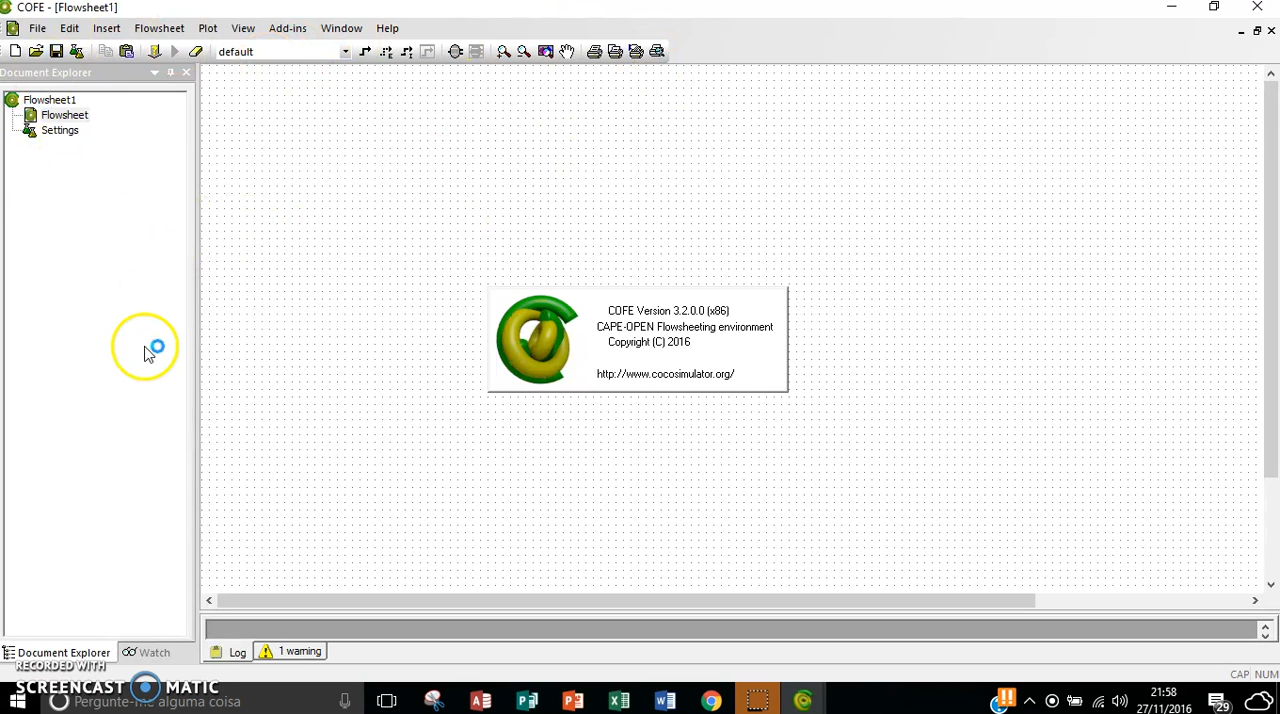 COFE - [Flowsheet1]
File Edit Insert Flowsheet Plot View Add-ins Window Help
default
Document Explorer
Flowsheet1
Flowsheet
Settings
COFE Version 3.2.0.0 (x86)
CAPE-OPEN Flowsheeting environment
Copyright (C) 2016
http://www.cocosimulator.org/
Document Explorer Watch
Log 1 warning
CAP NUM
RECORDED WITH
SCREENCAST MATIC
Pergunte-me alguma coisa
21:58
27/11/2016
29